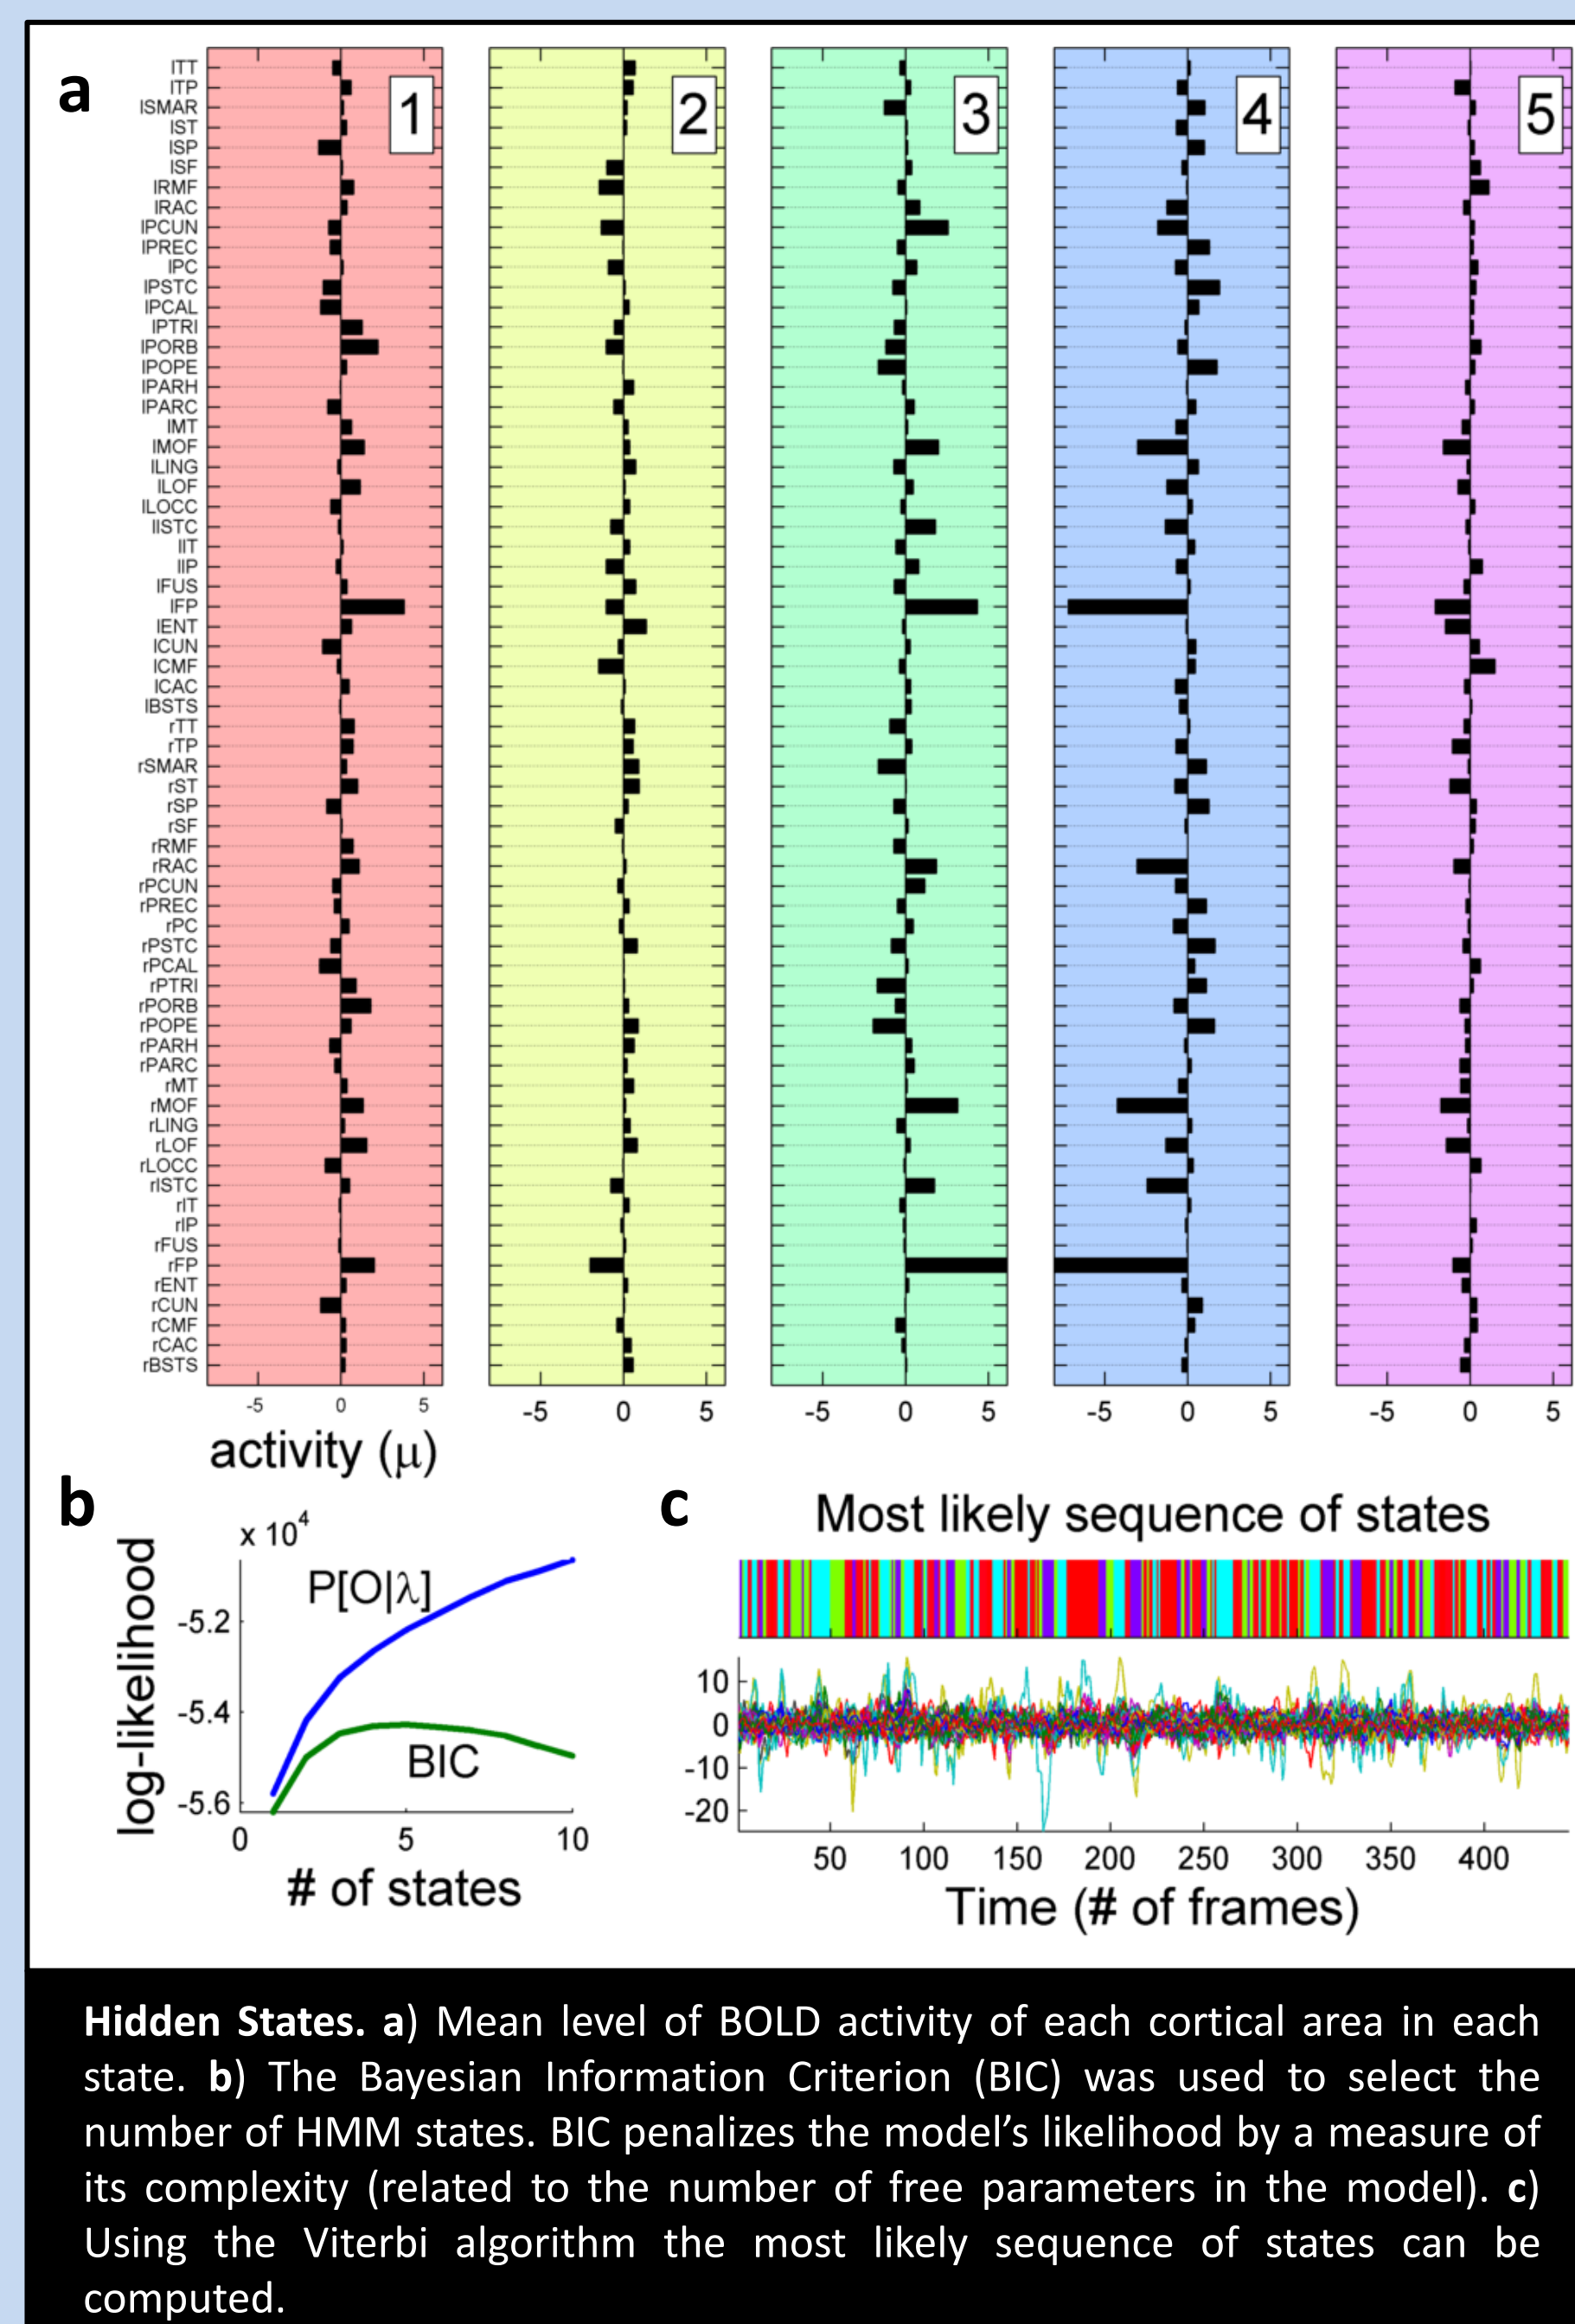 a
1
2
3
4
5
lTT
lTP
lSMAR
lST
lSP
lSF
lRMF
lRAC
lPCUN
lPREC
lPC
lPSTC
lPCAL
lPTRI
lPORB
lPOPE
lPARH
lPARC
lMT
lMOF
lLING
lLOF
lLOCC
lISTC
lIT
lIP
lFUS
lFP
lENT
lCUN
lCMF
lCAC
lBSTS
rTT
rTP
rSMAR
rST
rSP
rSF
rRMF
rRAC
rPCUN
rPREC
rPC
rPSTC
rPCAL
rPTRI
rPORB
rPOPE
rPARH
rPARC
rMT
rMOF
rLING
rLOF
rLOCC
rISTC
rIT
rIP
rFUS
rFP
rENT
rCUN
rCMF
rCAC
rBSTS
-5 0 5 -5 0 5 -5 0 5 -5 0 5 -5 0 5
activity (μ)
b
x 10⁴
log-likelihood
P[O|λ]
BIC
-5.2
-5.4
-5.6
0 5 10
# of states
c
Most likely sequence of states
10
0
-10
-20
50 100 150 200 250 300 350 400
Time (# of frames)
Hidden States. a) Mean level of BOLD activity of each cortical area in each
state. b) The Bayesian Information Criterion (BIC) was used to select the
number of HMM states. BIC penalizes the model’s likelihood by a measure of
its complexity (related to the number of free parameters in the model). c)
Using the Viterbi algorithm the most likely sequence of states can be
computed.